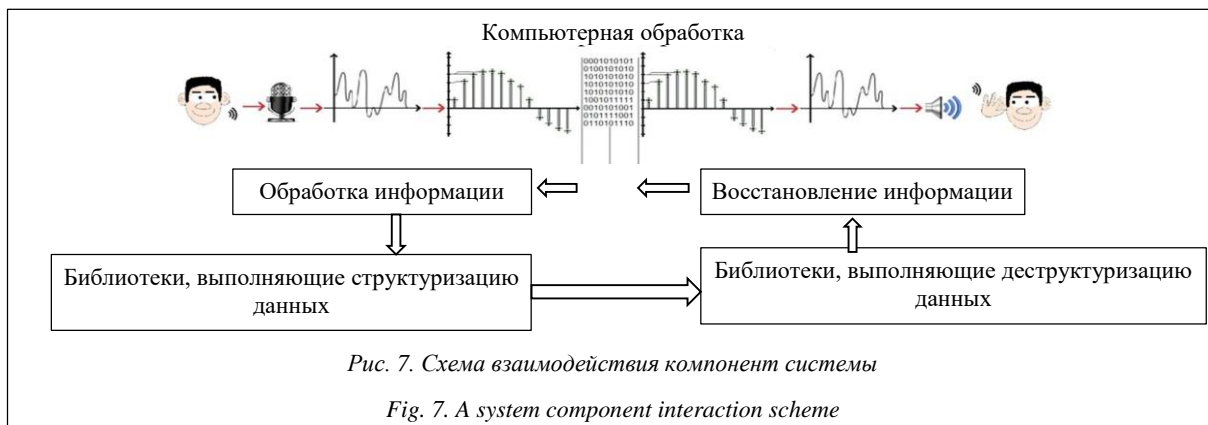 Компьютерная обработка
0001010101
0100101010
1010101010
1010101010
1010101010
1001011111
0010101001
0101111001
0110101110
Обработка информации
Восстановление информации
Библиотеки, выполняющие структуризацию
данных
Библиотеки, выполняющие деструктуризацию
данных
Рис. 7. Схема взаимодействия компонент системы
Fig. 7. A system component interaction scheme